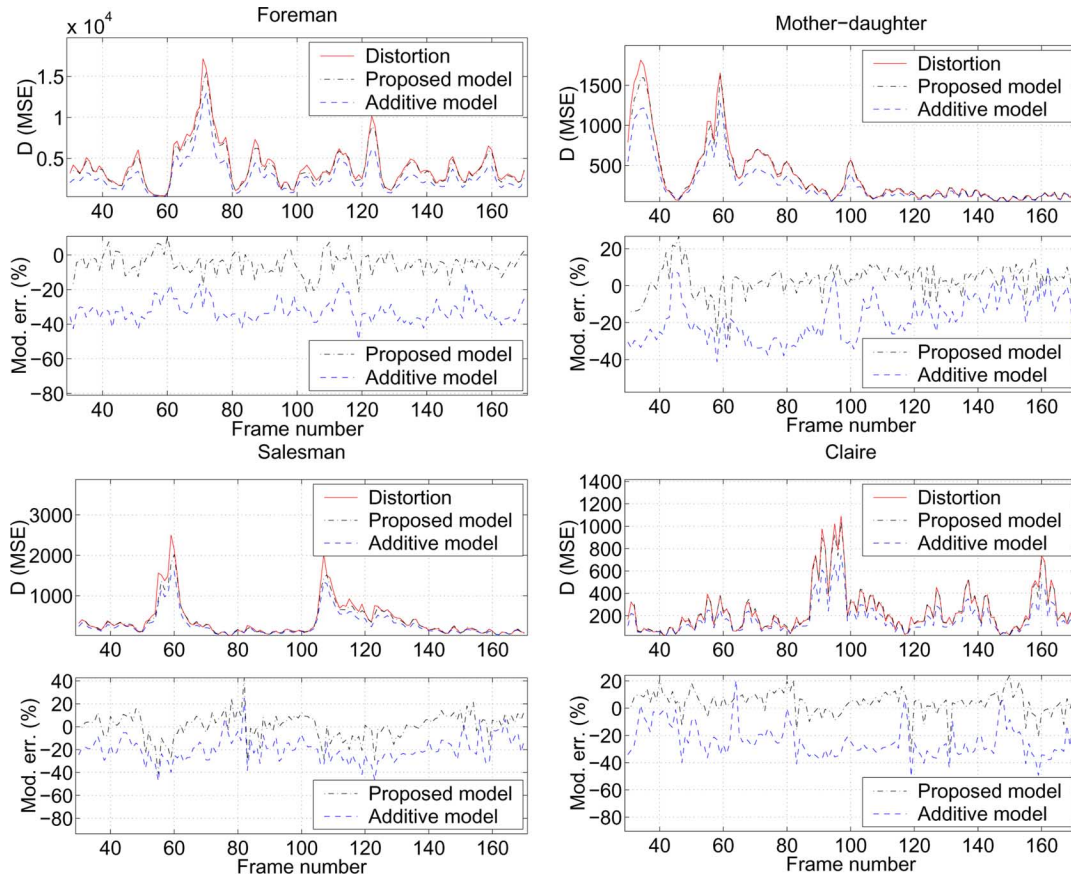 Foreman
x 10⁴
Distortion
Proposed model
Additive model
D (MSE)
1.5
1
0.5
40 60 80 100 120 140 160
Mod. err. (%)
0
−20
−40
−60
−80
Proposed model
Additive model
40 60 80 100 120 140 160
Frame number
Mother−daughter
Distortion
Proposed model
Additive model
D (MSE)
1500
1000
500
40 60 80 100 120 140 160
Mod. err. (%)
20
0
−20
−40
Proposed model
Additive model
40 60 80 100 120 140 160
Frame number
Salesman
Distortion
Proposed model
Additive model
D (MSE)
3000
2000
1000
40 60 80 100 120 140 160
Mod. err. (%)
40
20
0
−20
−40
−60
−80
Proposed model
Additive model
40 60 80 100 120 140 160
Frame number
Claire
Distortion
Proposed model
Additive model
D (MSE)
1400
1200
1000
800
600
400
200
40 60 80 100 120 140 160
Mod. err. (%)
20
0
−20
−40
−60
−80
Proposed model
Additive model
40 60 80 100 120 140 160
Frame number